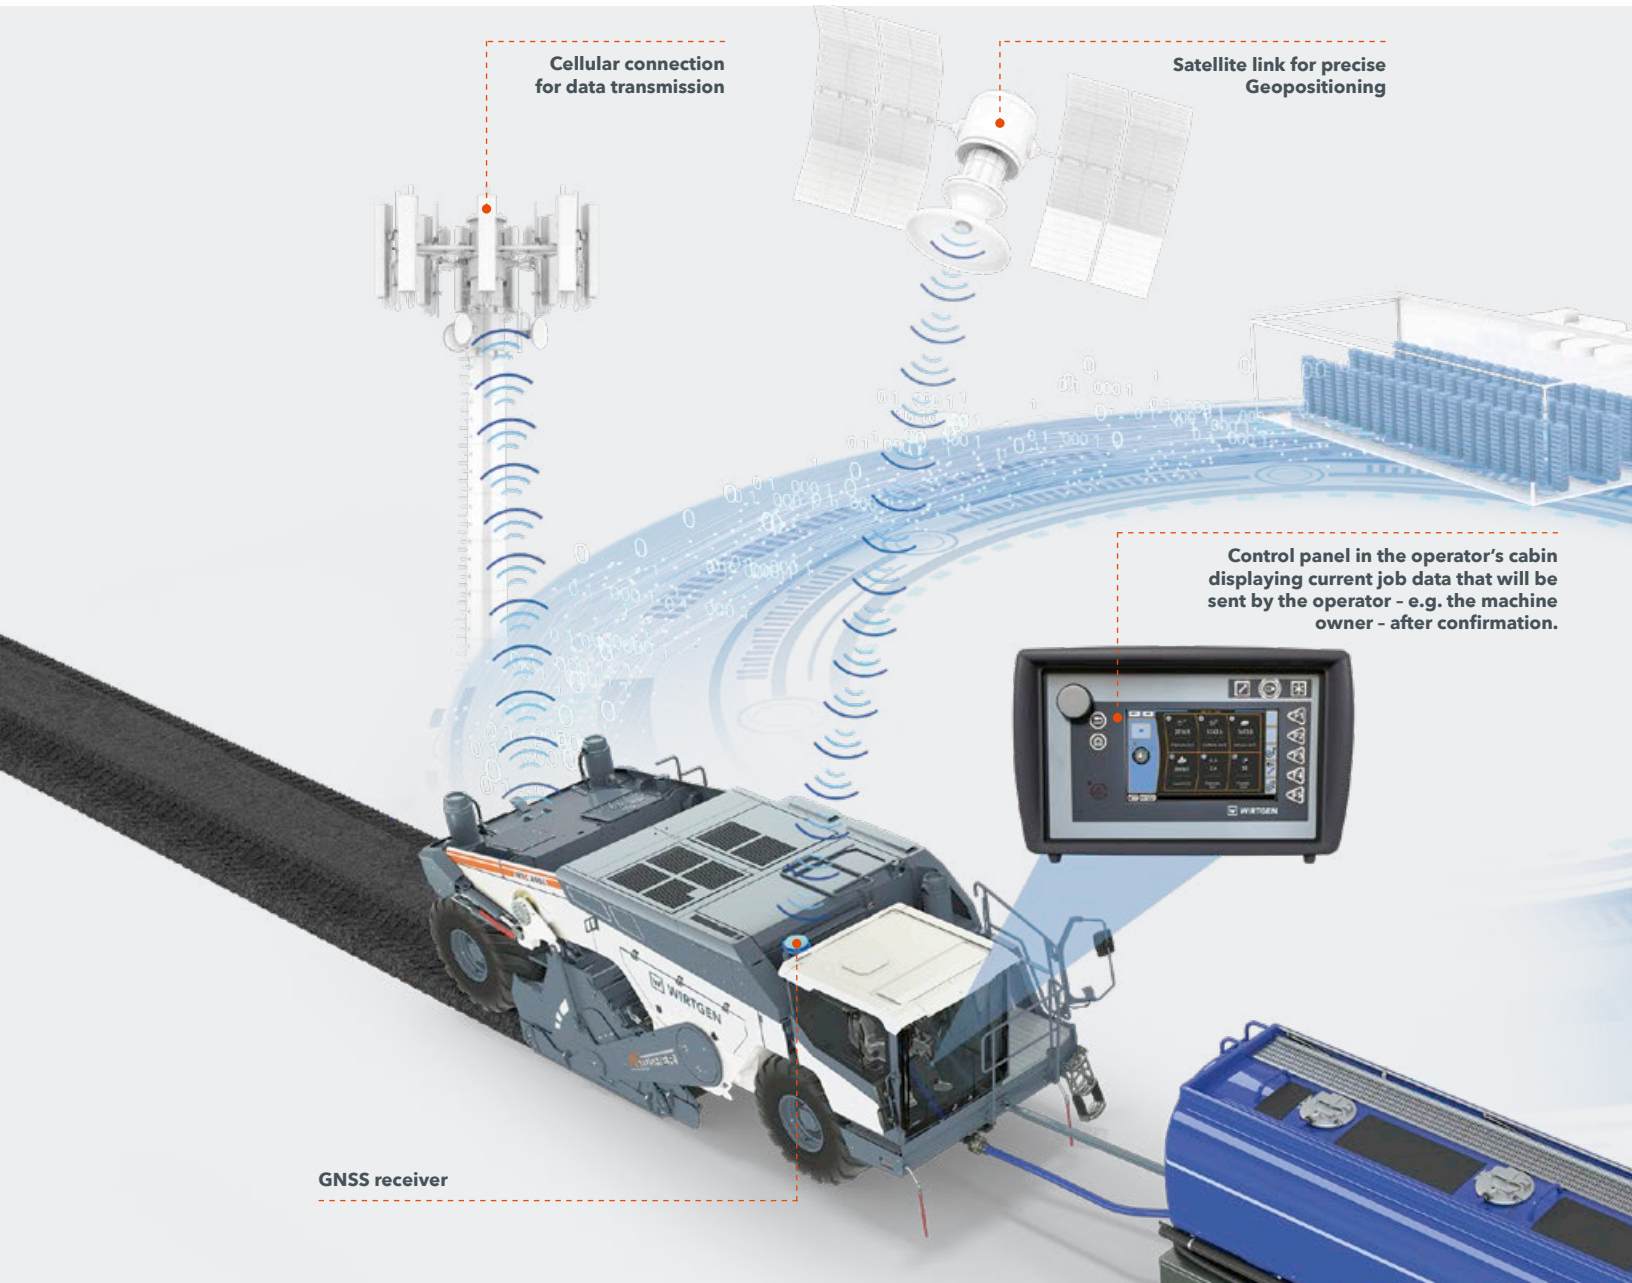 Cellular connection
for data transmission
Satellite link for precise
Geopositioning
Control panel in the operator's cabin
displaying current job data that will be
sent by the operator – e.g. the machine
owner – after confirmation.
WIRTGEN
WIRTGEN
GNSS receiver